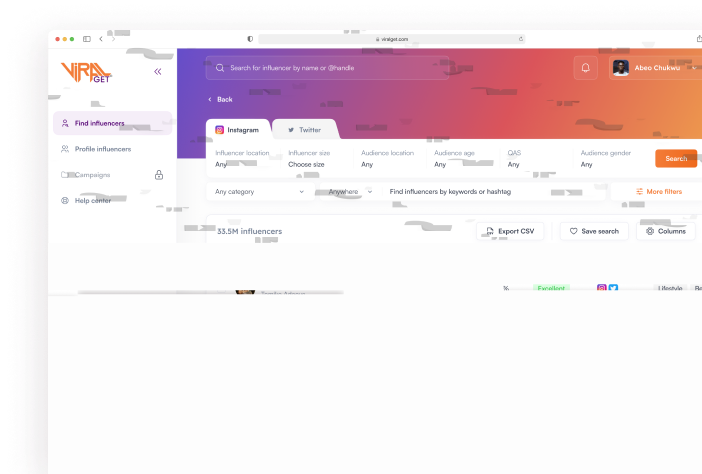 viralget.com
VIRAL GET
Search for influencer by name or @handle
Abeo Chukwu
Back
Find influencers
Instagram
Twitter
Profile influencers
Influencer location
Influencer size
Audience location
Audience age
QAS
Audience gender
Any
Choose size
Any
Any
Any
Any
Search
Campaigns
Any category
Anywhere
Find influencers by keywords or hashtag
More filters
Help center
33.5M influencers
Export CSV
Save search
Columns
%
Excellent
Lifestyle